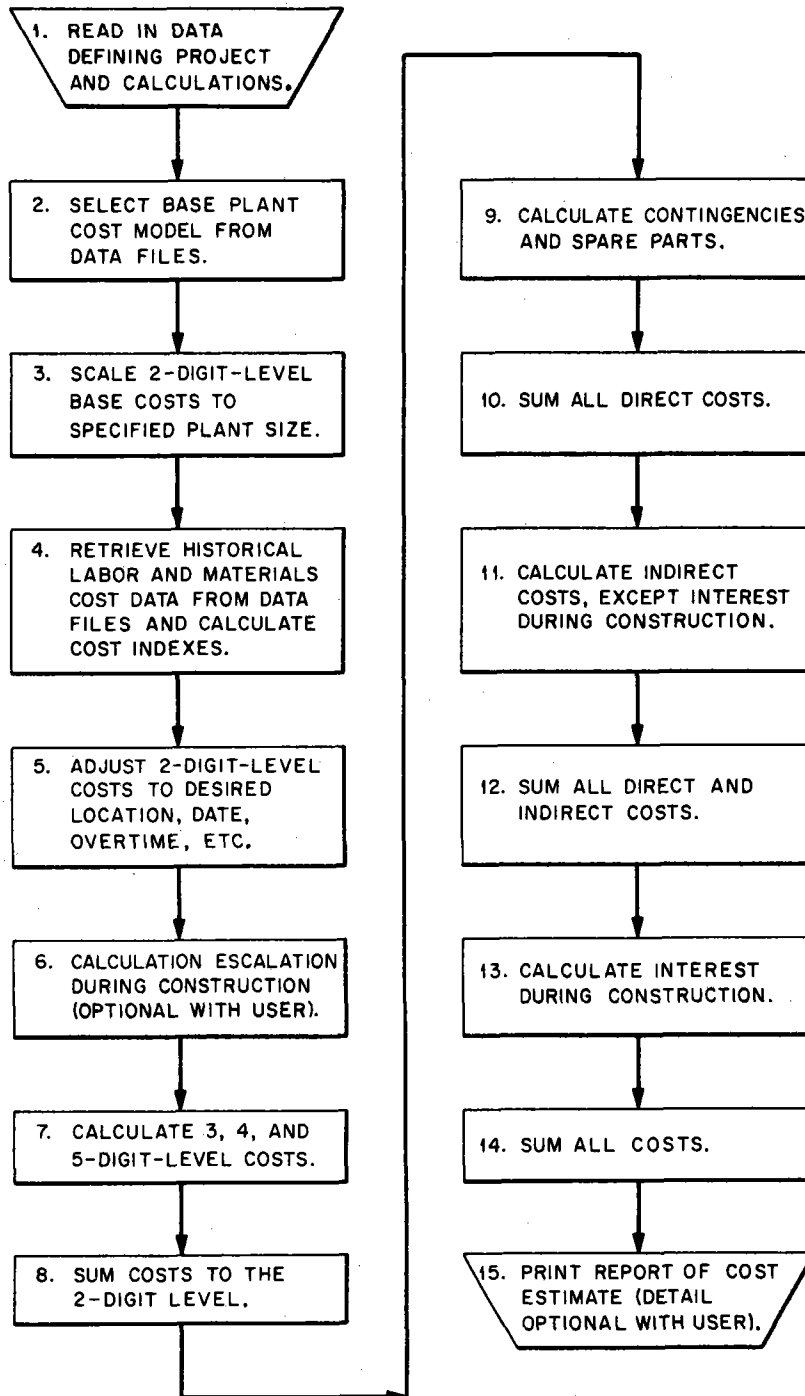 1. READ IN DATA
DEFINING PROJECT
AND CALCULATIONS.
2. SELECT BASE PLANT
COST MODEL FROM
DATA FILES.
3. SCALE 2-DIGIT-LEVEL
BASE COSTS TO
SPECIFIED PLANT SIZE.
4. RETRIEVE HISTORICAL
LABOR AND MATERIALS
COST DATA FROM DATA
FILES AND CALCULATE
COST INDEXES.
5. ADJUST 2-DIGIT-LEVEL
COSTS TO DESIRED
LOCATION, DATE,
OVERTIME, ETC.
6. CALCULATION ESCALATION
DURING CONSTRUCTION
(OPTIONAL WITH USER).
7. CALCULATE 3, 4, AND
5-DIGIT-LEVEL COSTS.
8. SUM COSTS TO THE
2-DIGIT LEVEL.
9. CALCULATE CONTINGENCIES
AND SPARE PARTS.
10. SUM ALL DIRECT COSTS.
11. CALCULATE INDIRECT
COSTS, EXCEPT INTEREST
DURING CONSTRUCTION.
12. SUM ALL DIRECT AND
INDIRECT COSTS.
13. CALCULATE INTEREST
DURING CONSTRUCTION.
14. SUM ALL COSTS.
15. PRINT REPORT OF COST
ESTIMATE (DETAIL
OPTIONAL WITH USER).